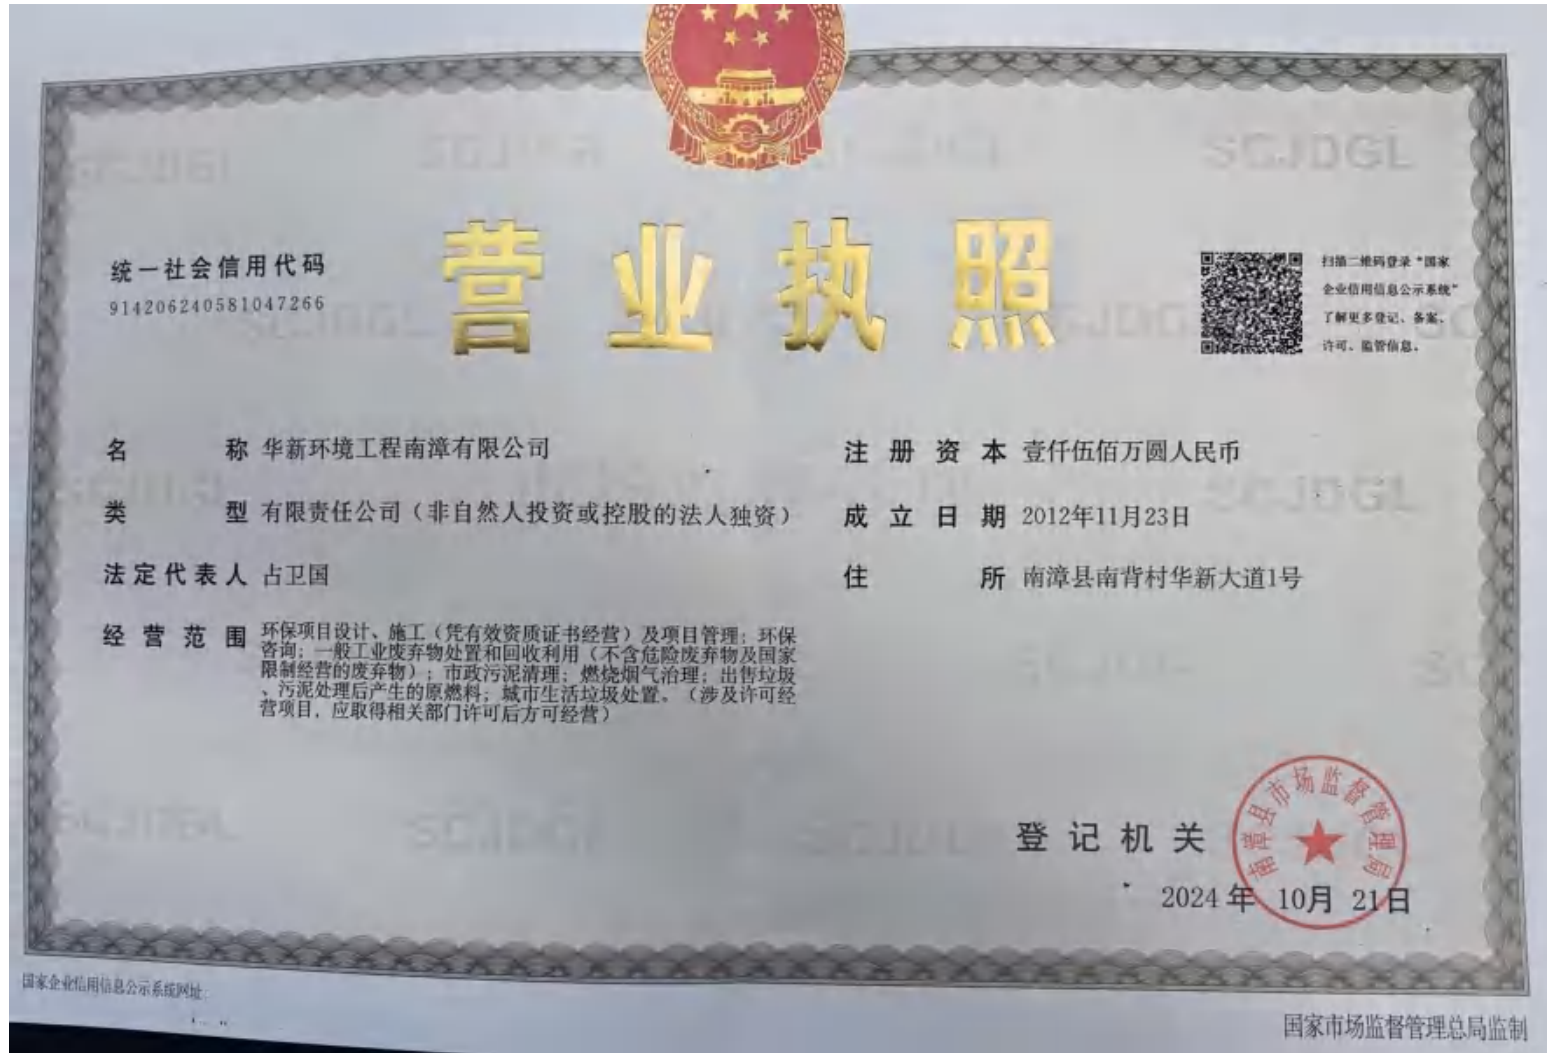 营业执照
统一社会信用代码
914206240581047266
扫描二维码登录“国家
企业信用信息公示系统”
了解更多登记、备案、
许可、监管信息。
名称 华新环境工程南漳有限公司
类型 有限责任公司（非自然人投资或控股的法人独资）
法定代表人 占卫国
经营范围 环保项目设计、施工（凭有效资质证书经营）及项目管理；环保
咨询；一般工业废弃物处置和回收利用（不含危险废弃物及国家
限制经营的废弃物）；市政污泥清理；燃烧烟气治理；出售垃圾
、污泥处理后产生的原燃料；城市生活垃圾处置。（涉及许可经
营项目，应取得相关部门许可后方可经营）
注册资本 壹仟伍佰万圆人民币
成立日期 2012年11月23日
住所 南漳县南背村华新大道1号
登记机关
南漳县市场监督管理局
2024年10月21日
国家企业信用信息公示系统网址:
国家市场监督管理总局监制
SCJDGL